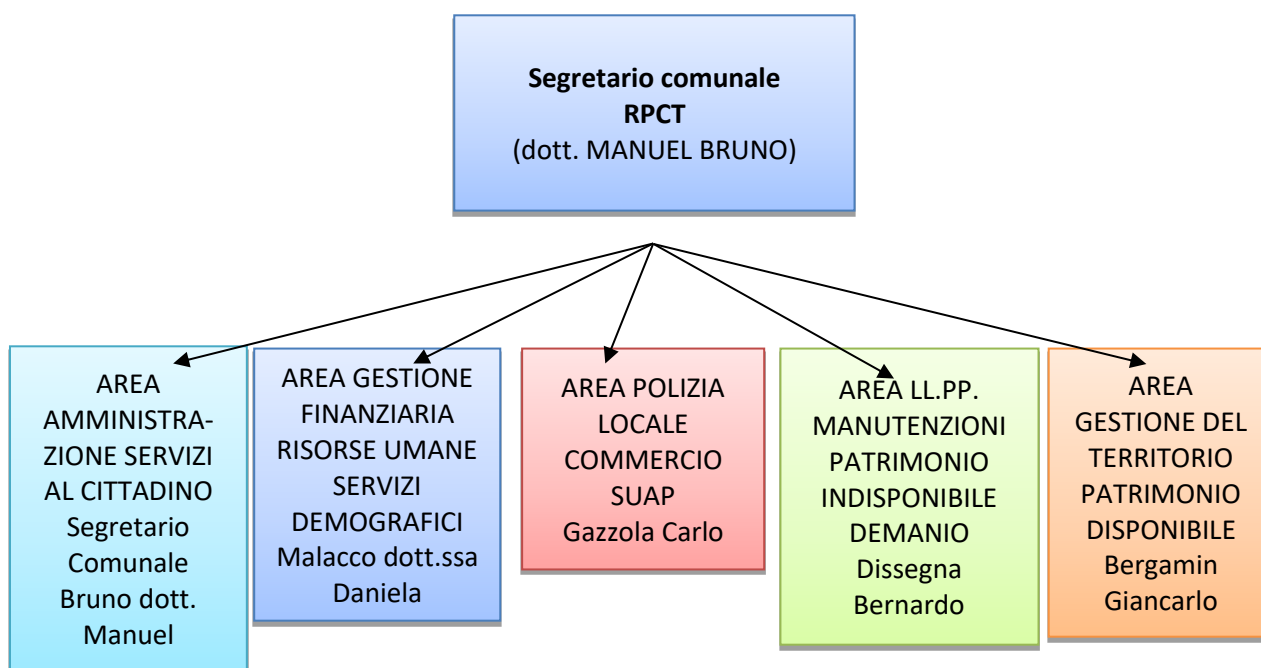 Segretario comunale
RPCT
(dott. MANUEL BRUNO)
AREA
AMMINISTRA-
ZIONE SERVIZI
AL CITTADINO
Segretario
Comunale
Bruno dott.
Manuel
AREA GESTIONE
FINANZIARIA
RISORSE UMANE
SERVIZI
DEMOGRAFICI
Malacco dott.ssa
Daniela
AREA POLIZIA
LOCALE
COMMERCIO
SUAP
Gazzola Carlo
AREA LL.PP.
MANUTENZIONI
PATRIMONIO
INDISPONIBILE
DEMANIO
Dissegna
Bernardo
AREA
GESTIONE DEL
TERRITORIO
PATRIMONIO
DISPONIBILE
Bergamin
Giancarlo